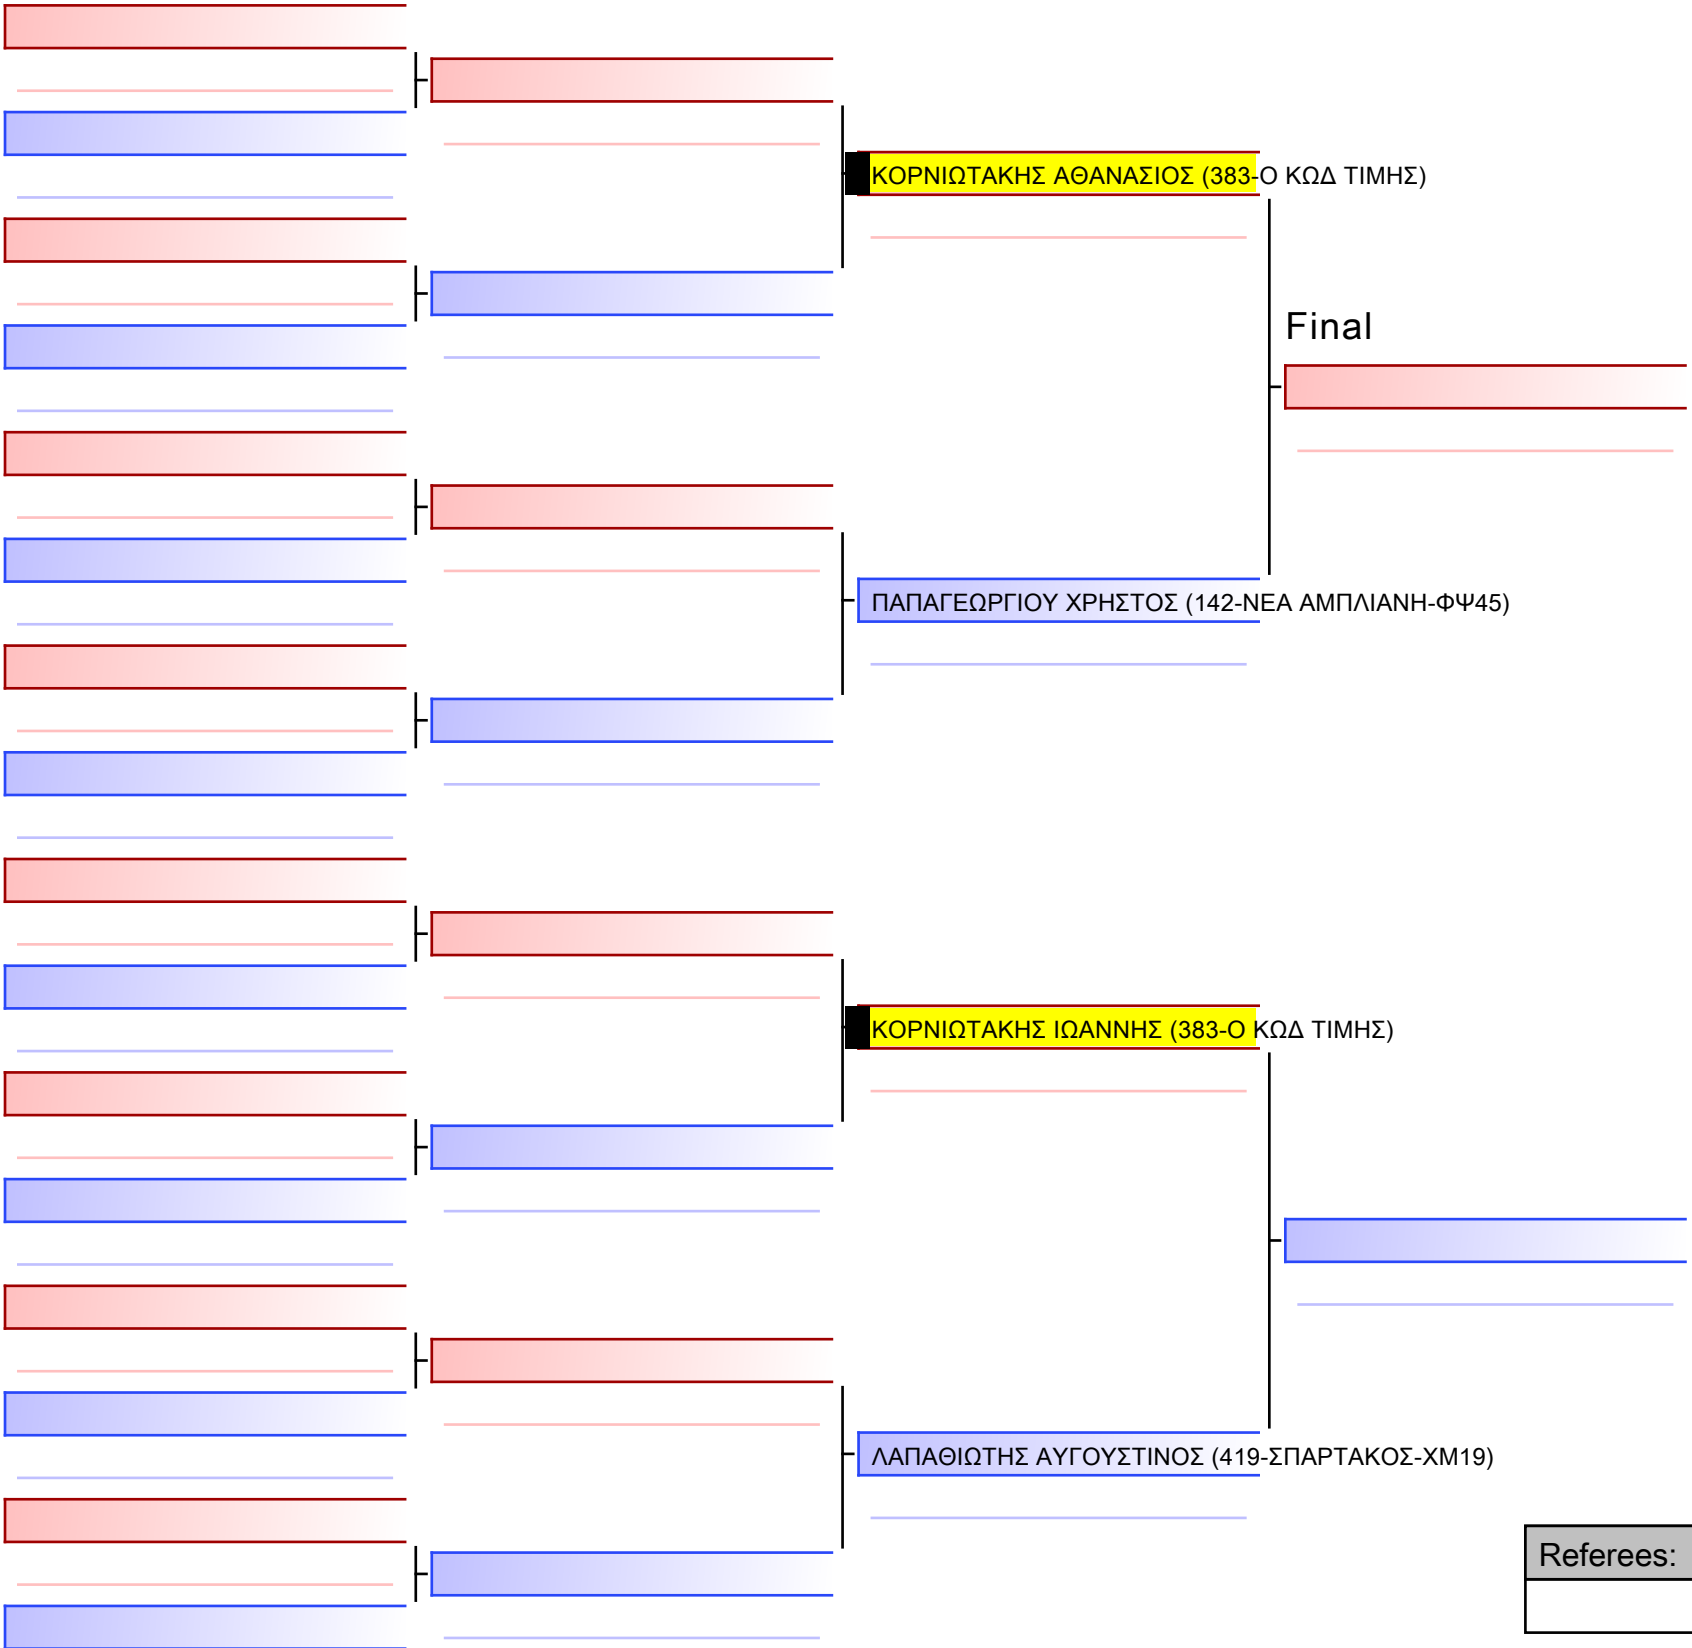 ΚΟΡΝΙΩΤΑΚΗΣ ΑΘΑΝΑΣΙΟΣ (383-Ο ΚΩΔ ΤΙΜΗΣ)
Final
ΠΑΠΑΓΕΩΡΓΙΟΥ ΧΡΗΣΤΟΣ (142-ΝΕΑ ΑΜΠΛΙΑΝΗ-ΦΨ45)
ΚΟΡΝΙΩΤΑΚΗΣ ΙΩΑΝΝΗΣ (383-Ο ΚΩΔ ΤΙΜΗΣ)
ΛΑΠΑΘΙΩΤΗΣ ΑΥΓΟΥΣΤΙΝΟΣ (419-ΣΠΑΡΤΑΚΟΣ-ΧΜ19)
Referees: